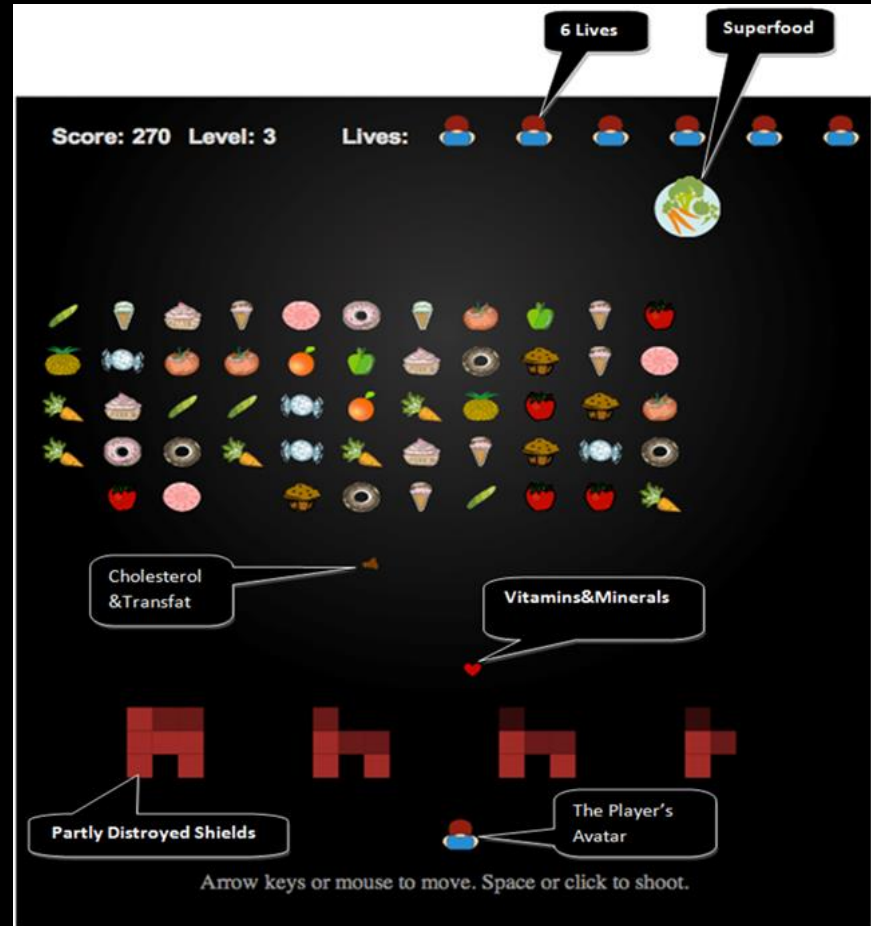 6 Lives
Superfood
Score: 270 Level: 3 Lives:
Cholesterol
&Transfat
Vitamins&Minerals
Partly Distroyed Shields
The Player's
Avatar
Arrow keys or mouse to move. Space or click to shoot.